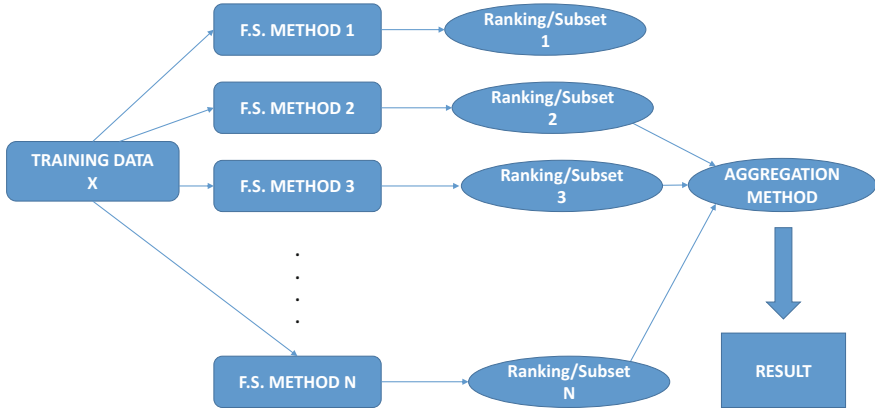 TRAINING DATA
X
F.S. METHOD 1
Ranking/Subset
1
F.S. METHOD 2
Ranking/Subset
2
F.S. METHOD 3
Ranking/Subset
3
.
.
.
.
F.S. METHOD N
Ranking/Subset
N
AGGREGATION
METHOD
RESULT